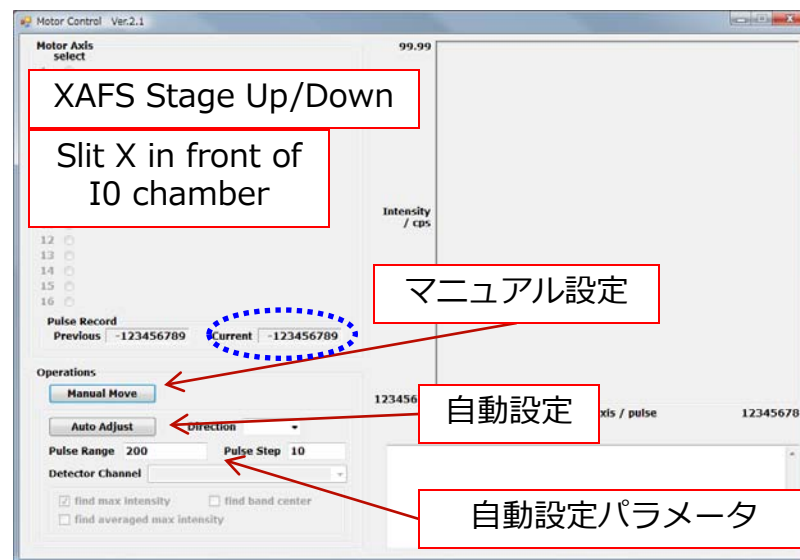 Motor Control Ver.2.1
Motor Axis
select
99.99
XAFS Stage Up/Down
Slit X in front of
I0 chamber
Intensity
/ cps
12
13
14
15
16
マニュアル設定
Pulse Record
Previous -123456789 Current -123456789
Operations
Manual Move
自動設定
Auto Adjust Direction
/ pulse
Pulse Range 200 Pulse Step 10
Detector Channel
find max intensity find band center
find averaged max intensity
自動設定パラメータ